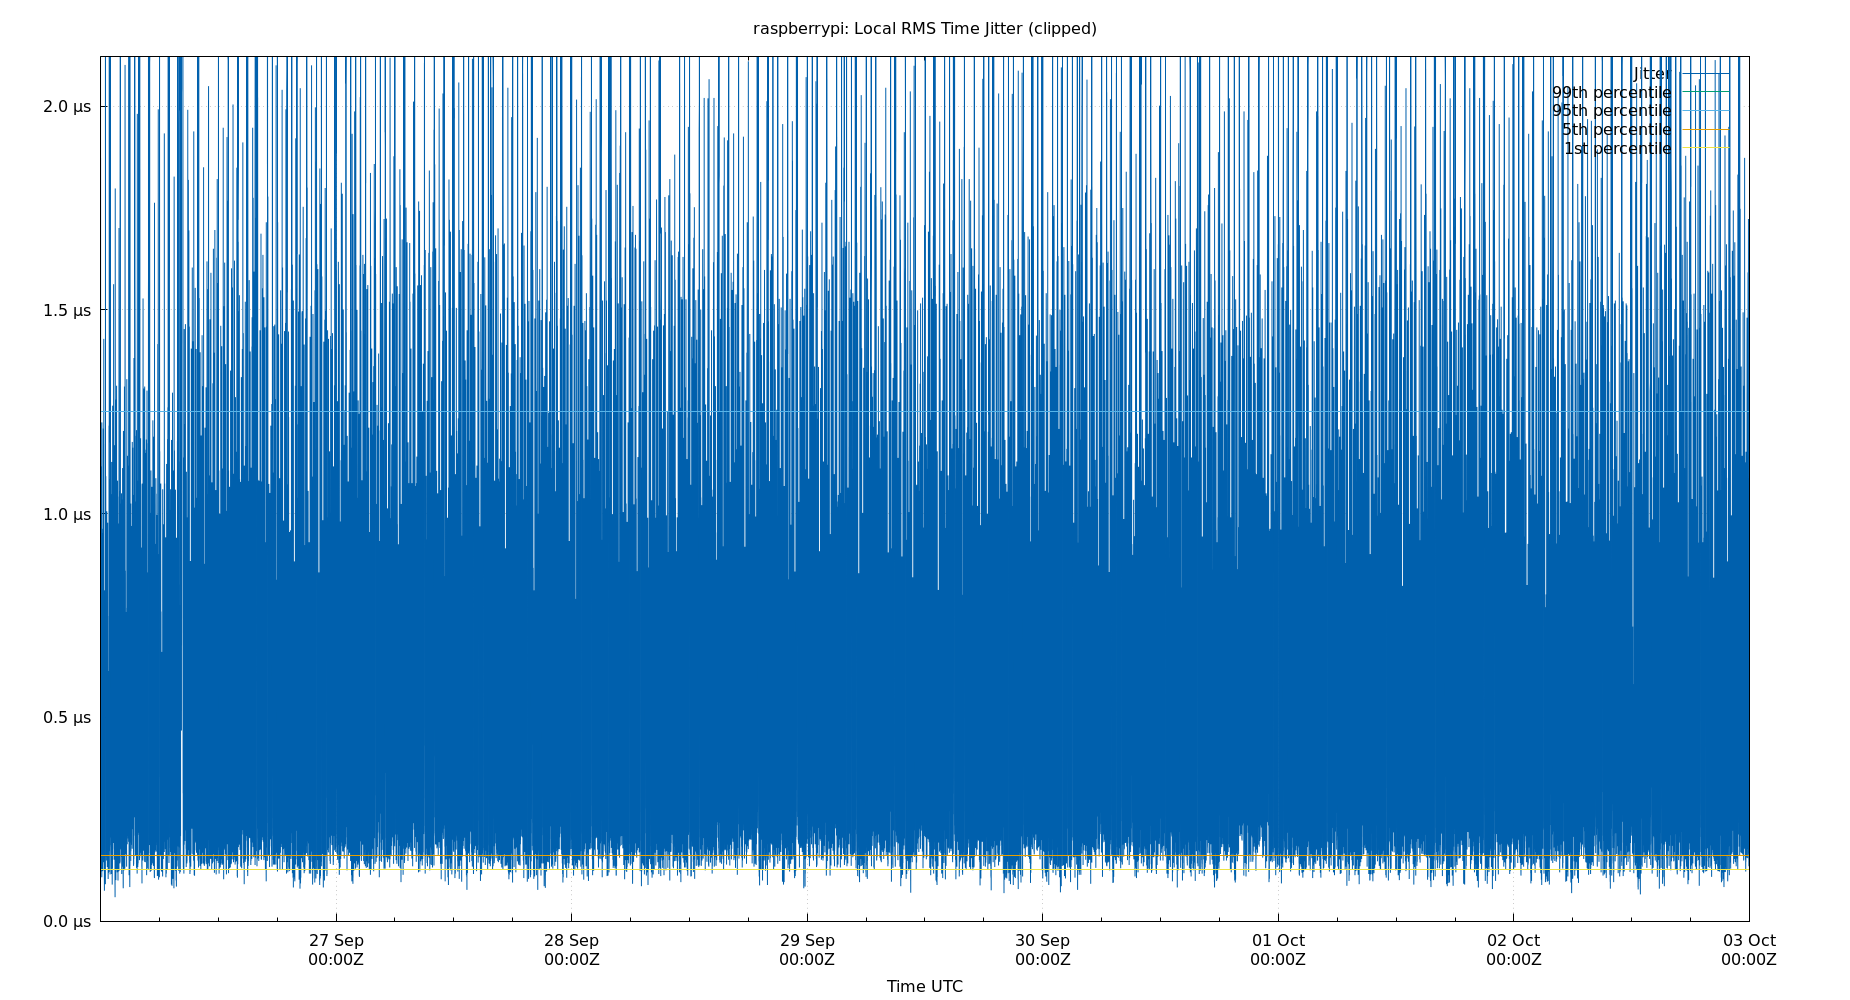 raspberrypi: Local RMS Time Jitter (clipped)
Jitter
99th percentile
95th percentile
5th percentile
1st percentile
2.0 µs
1.5 µs
1.0 µs
0.5 µs
0.0 µs
27 Sep 28 Sep 29 Sep 30 Sep 01 Oct 02 Oct 03 Oct
00:00Z 00:00Z 00:00Z 00:00Z 00:00Z 00:00Z 00:00Z
Time UTC